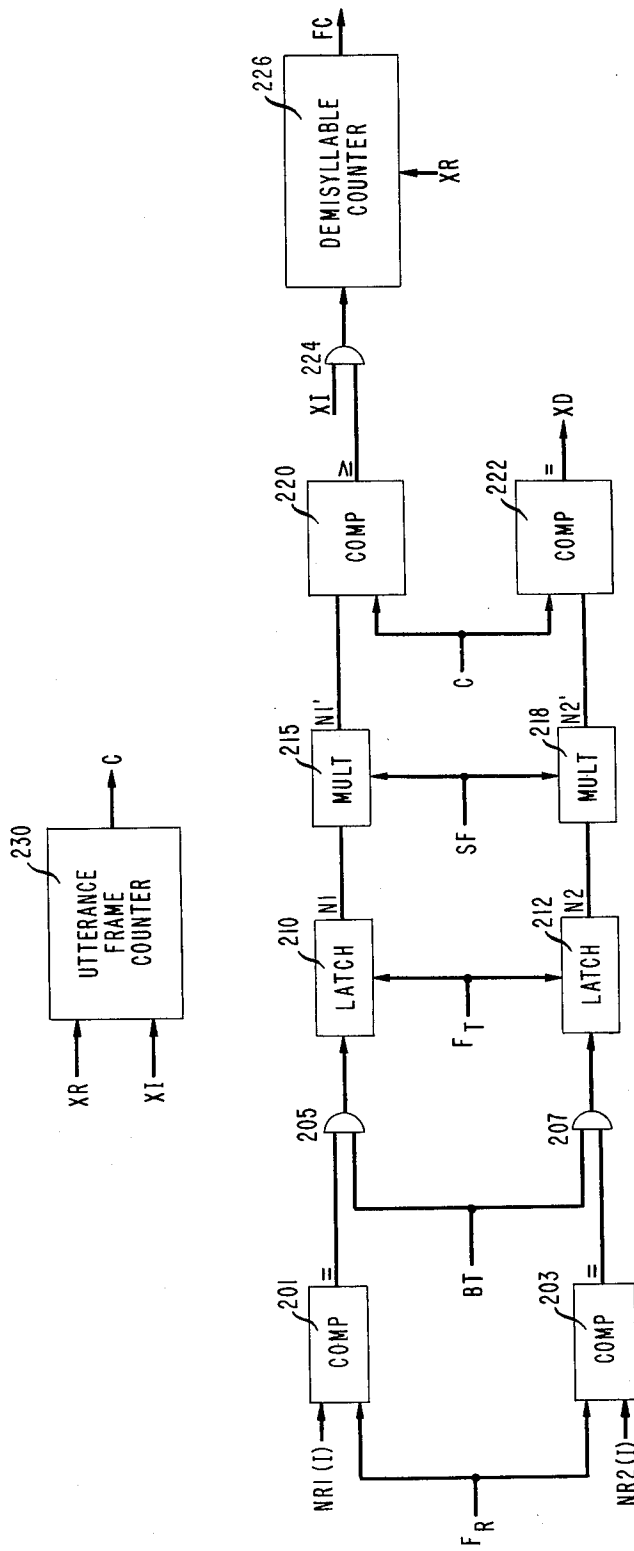 230
UTTERANCE
FRAME
COUNTER
XR
XI
C
NR1(I)
201
COMP
=
FR
NR2(I)
203
COMP
=
BT
205
207
210
LATCH
N1
FT
212
LATCH
N2
215
MULT
N1'
SF
218
MULT
N2'
C
220
COMP
≥
222
COMP
=
XD
XI
224
226
DEMISYLLABLE
COUNTER
XR
FC